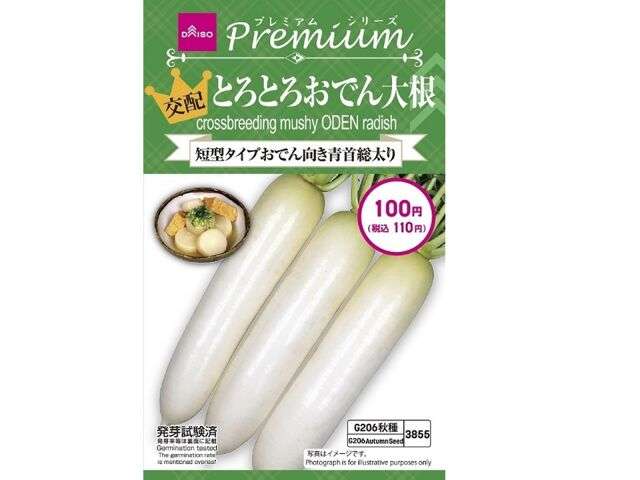 DAISO
プレミアム シリーズ
Premium
交配
とろとろおでん大根
crossbreeding mushy ODEN radish
短型タイプおでん向き青首総太り
100円
(税込 110円)
発芽試験済
発芽率等は裏面に記載
Germination tested
The germination rate
is mentioned overleaf
G206秋種
G206 Autumn Seed
3855
写真はイメージです。
Photograph is for illustrative purposes only